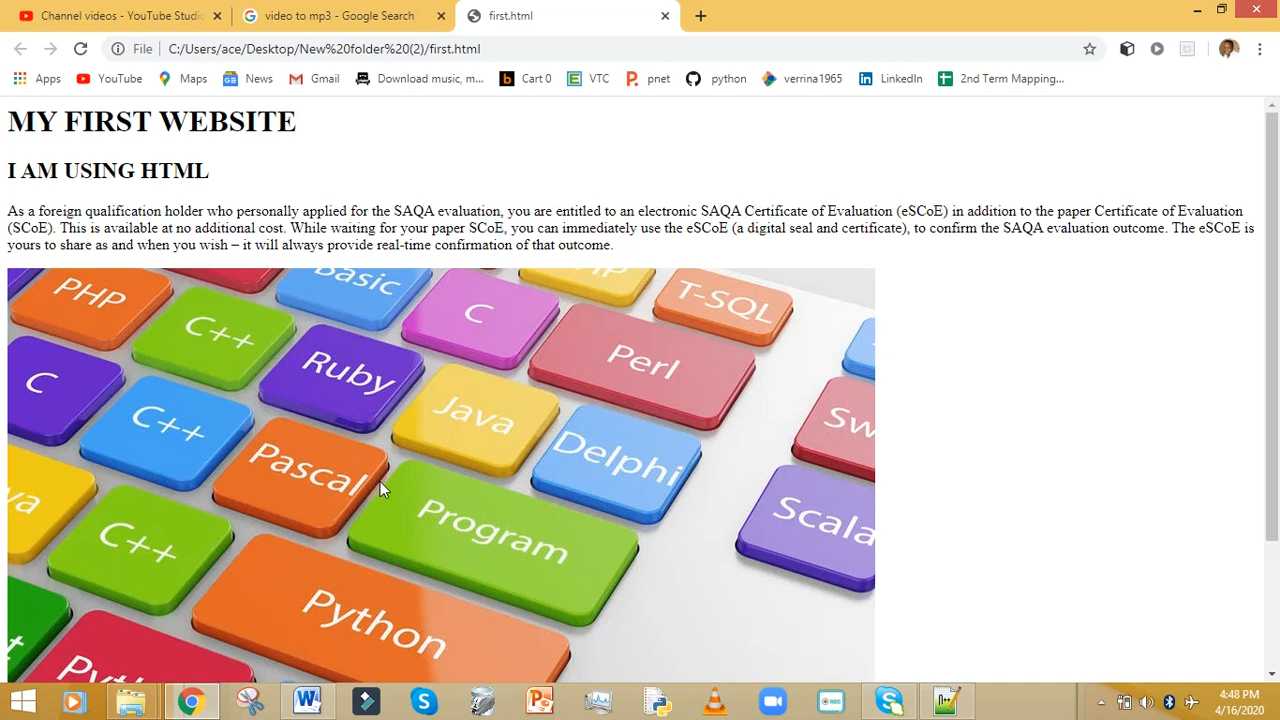 Channel videos - YouTube Studi
video to mp3 - Google Search
first.html
File
C:/Users/ace/Desktop/New%20folder%20(2)/first.html
Apps YouTube Maps News Gmail Download music, m... Cart 0 VTC pnet python verrina1965 LinkedIn 2nd Term Mapping...
MY FIRST WEBSITE
I AM USING HTML
As a foreign qualification holder who personally applied for the SAQA evaluation, you are entitled to an electronic SAQA Certificate of Evaluation (eSCoE) in addition to the paper Certificate of Evaluation
(SCoE). This is available at no additional cost. While waiting for your paper SCoE, you can immediately use the eSCoE (a digital seal and certificate), to confirm the SAQA evaluation outcome. The eSCoE is
yours to share as and when you wish – it will always provide real-time confirmation of that outcome.
Basic
PHP
C
T-SQL
C++
Perl
Ruby
C
Java
C++
Delphi
Pascal
Program
Scala
C++
Python
4:48 PM
4/16/2020